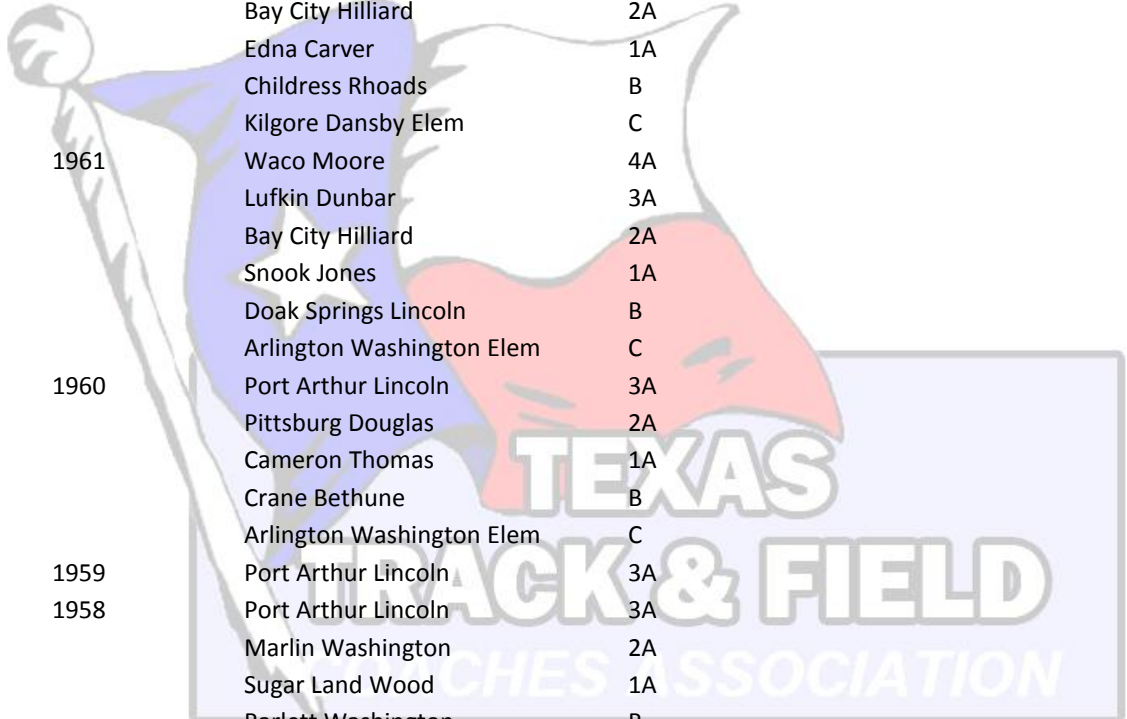 Bay City Hilliard 2A
Edna Carver 1A
Childress Rhoads B
Kilgore Dansby Elem C
1961 Waco Moore 4A
Lufkin Dunbar 3A
Bay City Hilliard 2A
Snook Jones 1A
Doak Springs Lincoln B
Arlington Washington Elem C
1960 Port Arthur Lincoln 3A
Pittsburg Douglas 2A
Cameron Thomas 1A
Crane Bethune B
Arlington Washington Elem C
1959 Port Arthur Lincoln 3A
1958 Port Arthur Lincoln 3A
Marlin Washington 2A
Sugar Land Wood 1A
Barlett Washington B
TEXAS
TRACK & FIELD
COACHES ASSOCIATION